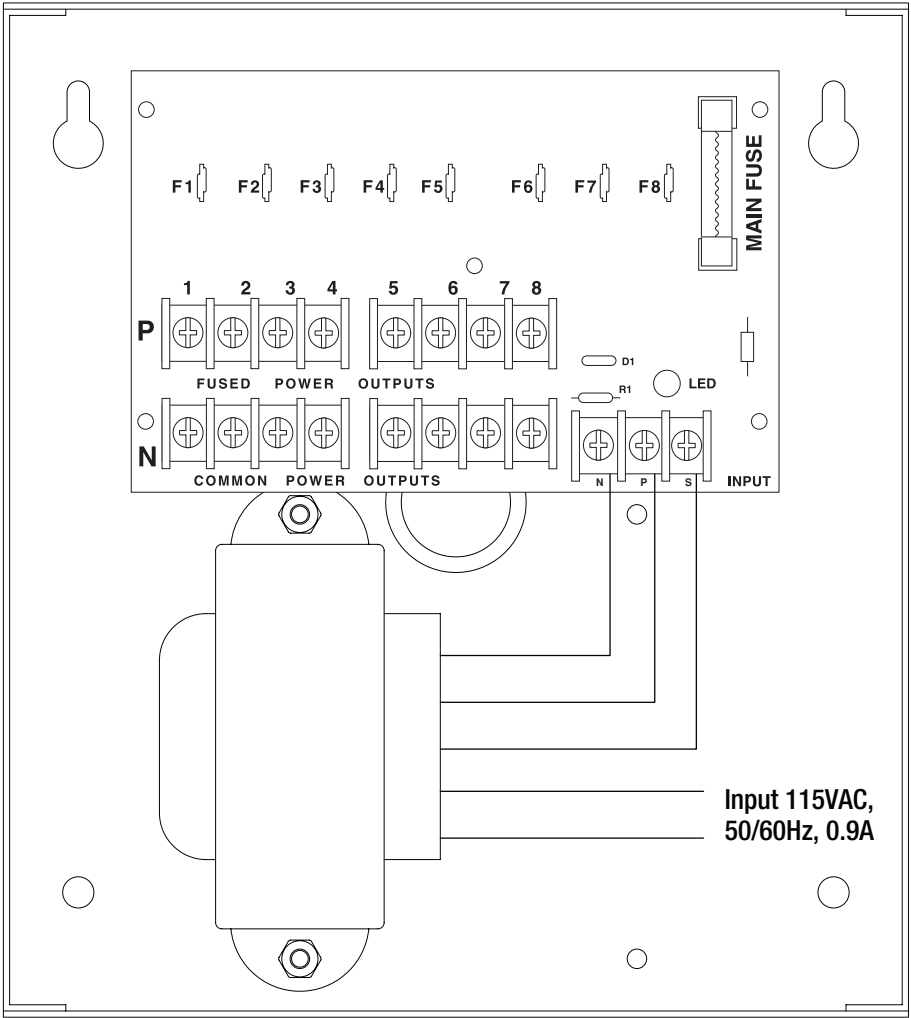 MAIN FUSE
F1 F2 F3 F4 F5 F6 F7 F8
1 2 3 4 5 6 7 8
P
D1
FUSED POWER OUTPUTS
LED
R1
N
COMMON POWER OUTPUTS
N P S INPUT
Input 115VAC,
50/60Hz, 0.9A